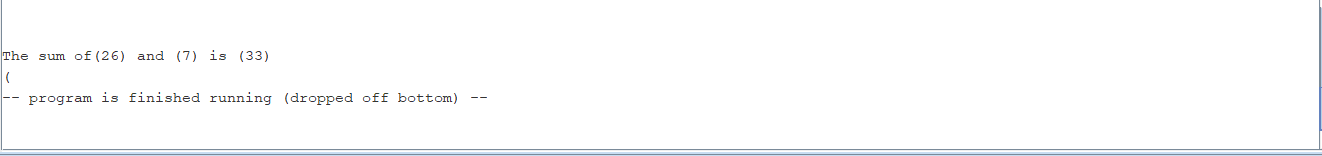 The sum of(26) and (7) is (33)
(
-- program is finished running (dropped off bottom) --